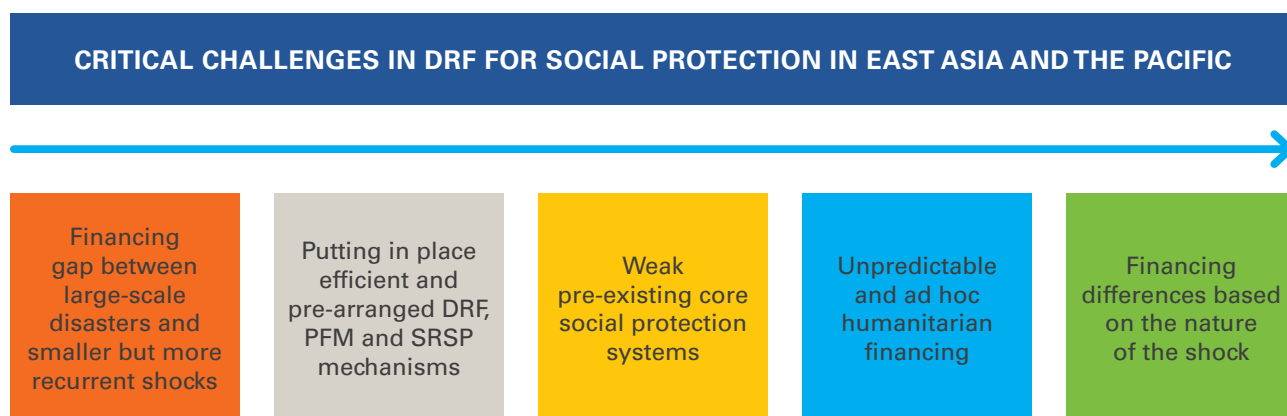 CRITICAL CHALLENGES IN DRF FOR SOCIAL PROTECTION IN EAST ASIA AND THE PACIFIC
Financing
gap between
large-scale
disasters and
smaller but more
recurrent shocks
Putting in place
efficient and
pre-arranged DRF,
PFM and SRSP
mechanisms
Weak
pre-existing core
social protection
systems
Unpredictable
and ad hoc
humanitarian
financing
Financing
differences based
on the nature
of the shock